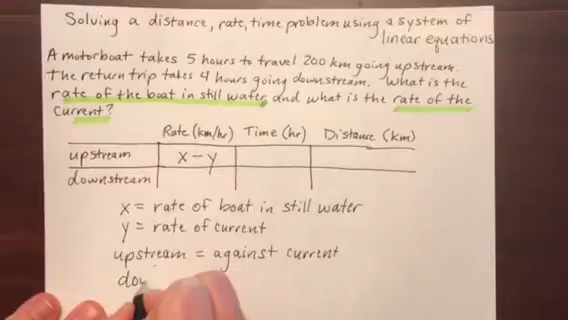 Solving a distance, rate, time problem using a system of
linear equations
A motorboat takes 5 hours to travel 200 km going upstream.
The return trip takes 4 hours going downstream. What is the
rate of the boat in still water, and what is the rate of the
current?
Rate (km/hr) Time (hr) Distance (km)
upstream x - y
downstream
x = rate of boat in still water
y = rate of current
upstream = against current
dow